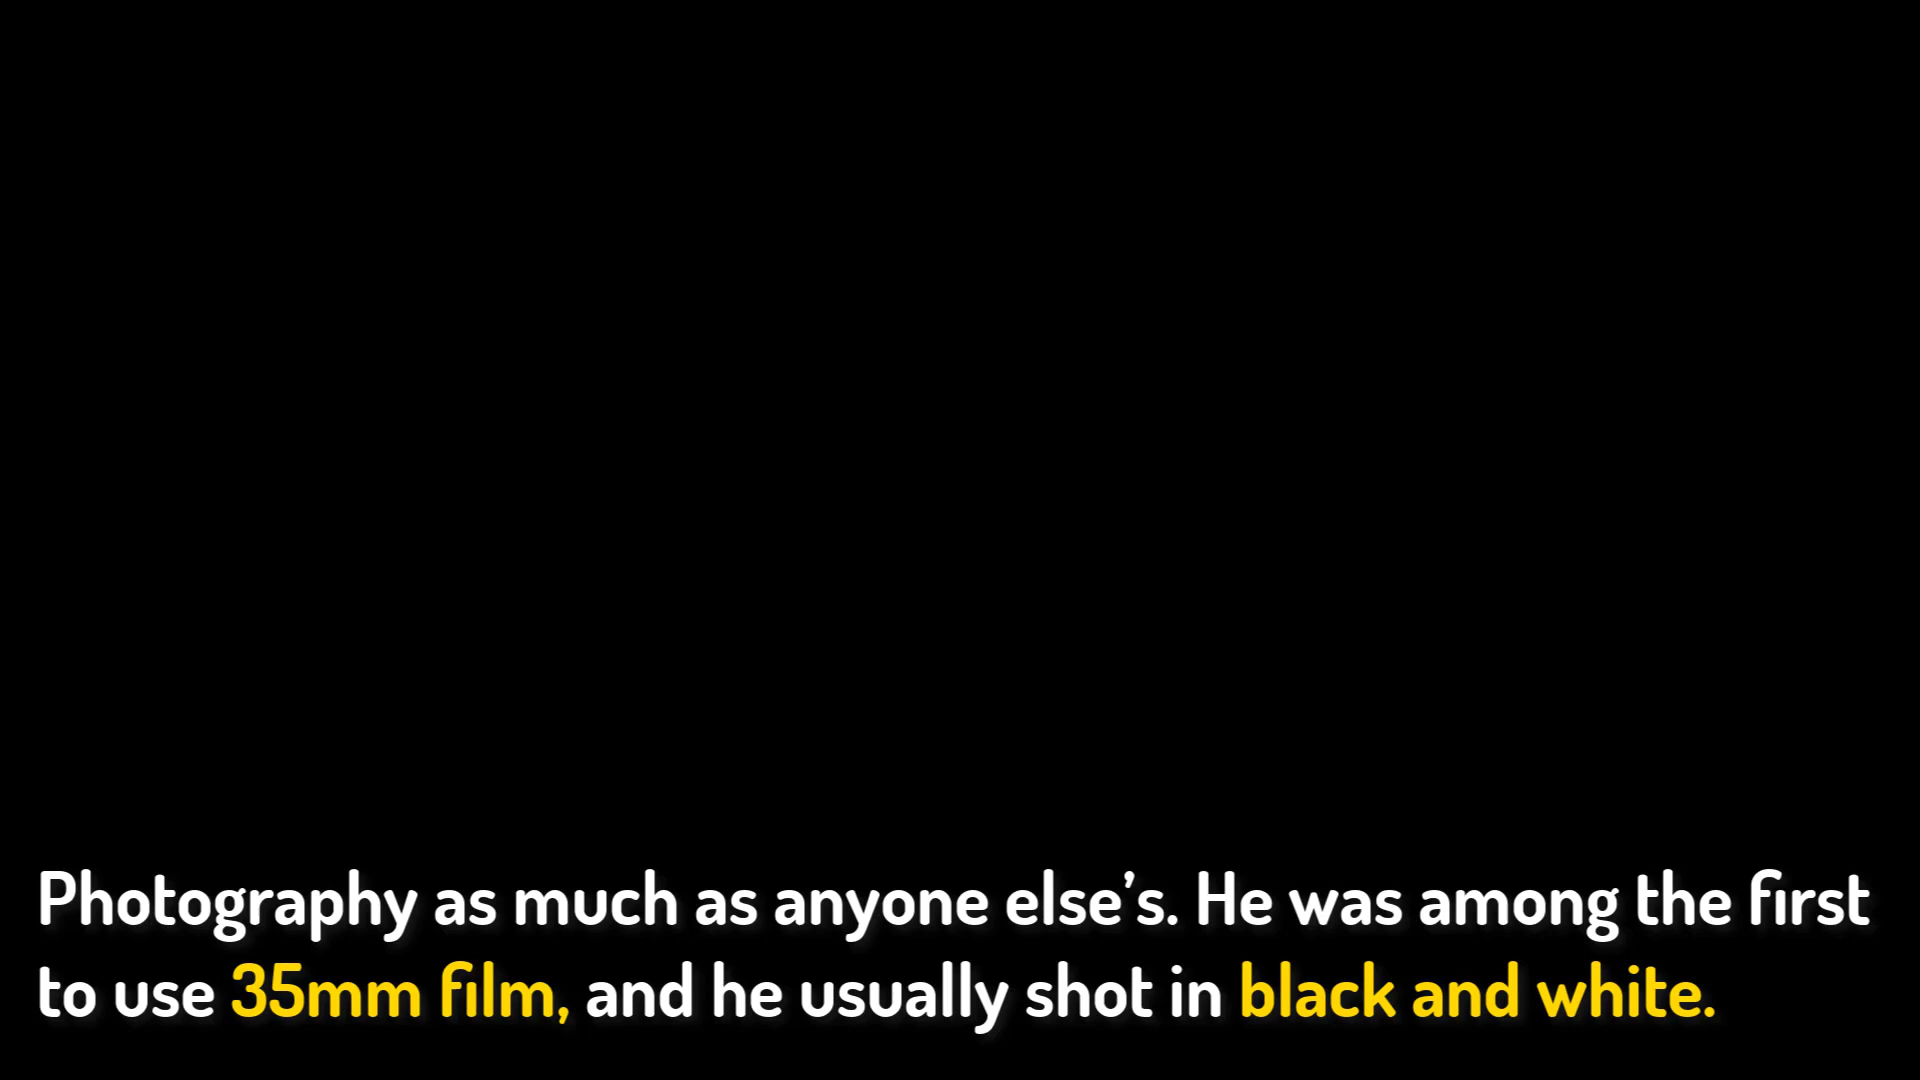 Photography as much as anyone else’s. He was among the first
to use 35mm film, and he usually shot in black and white.